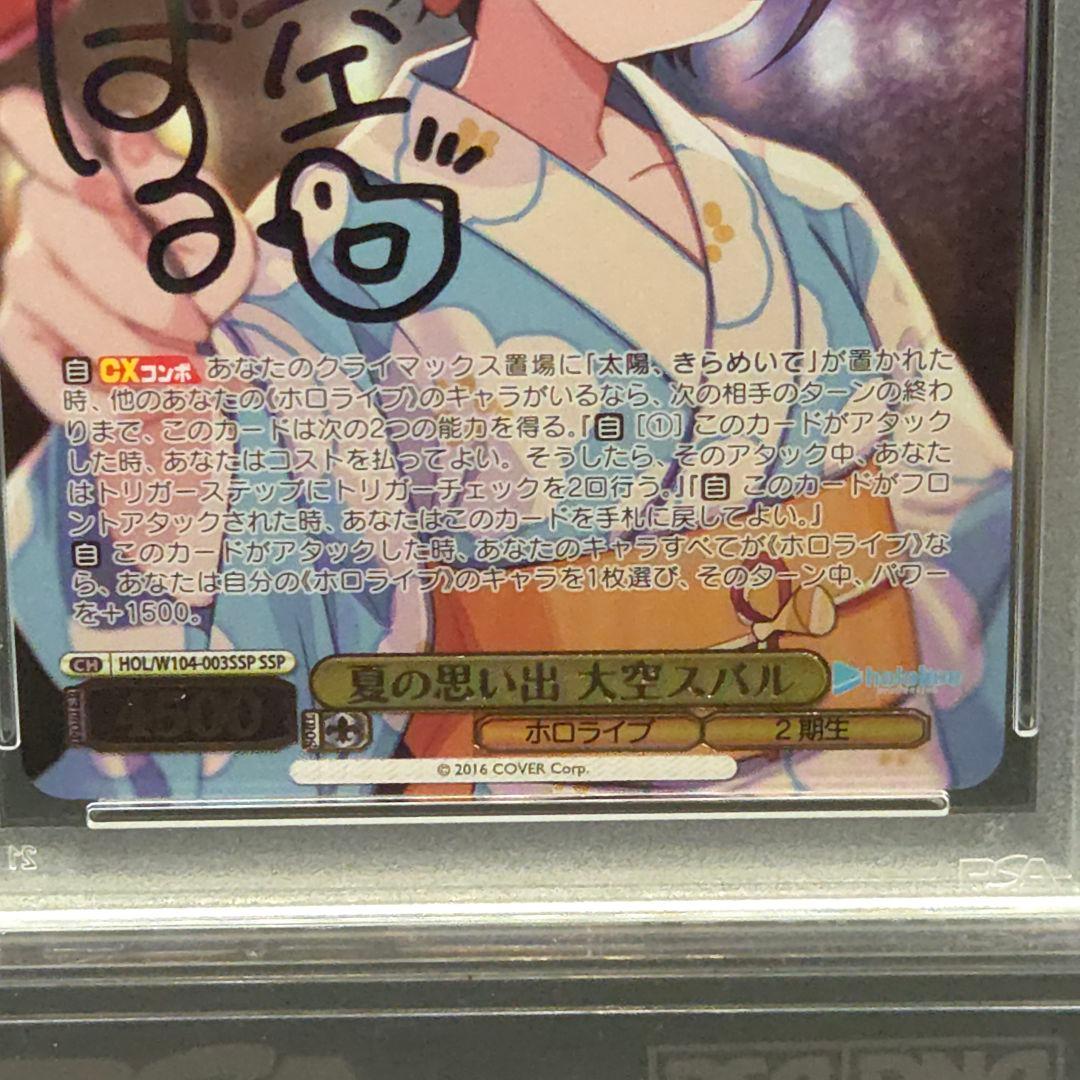 空
ばる
自 CXコンボ あなたのクライマックス置場に「太陽、きらめいて」が置かれた
時、他のあなたの《ホロライブ》のキャラがいるなら、次の相手のターンの終わ
りまで、このカードは次の2つの能力を得る。『自 [①] このカードがアタック
した時、あなたはコストを払ってよい。そうしたら、そのアタック中、あなた
はトリガーステップにトリガーチェックを2回行う。』『自 このカードがフロ
ントアタックされた時、あなたはこのカードを手札に戻してよい。』
自 このカードがアタックした時、あなたのキャラすべてが《ホロライブ》な
ら、あなたは自分の《ホロライブ》のキャラを1枚選び、そのターン中、パワー
を+1500。
CH HOL/W104-003SSP SSP
夏の思い出 大空スバル
hololive
4500
ホロライブ 2期生
© 2016 COVER Corp.
21
PSA